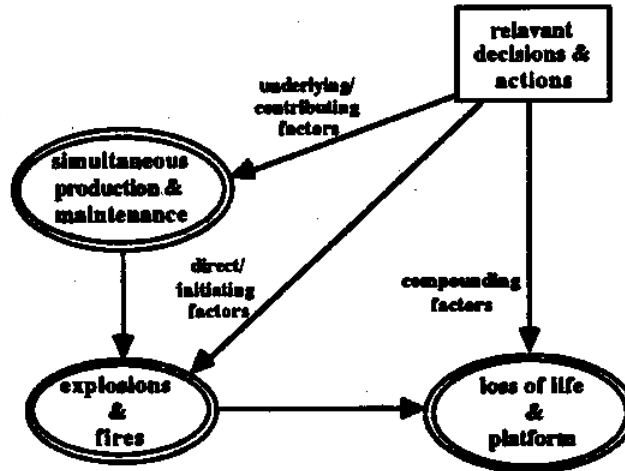 relavant
decisions &
actions
underlying/
contributing
factors
simultaneous
production &
maintenance
direct/
initiating
factors
compounding
factors
explosions
&
fires
loss of life
&
platform